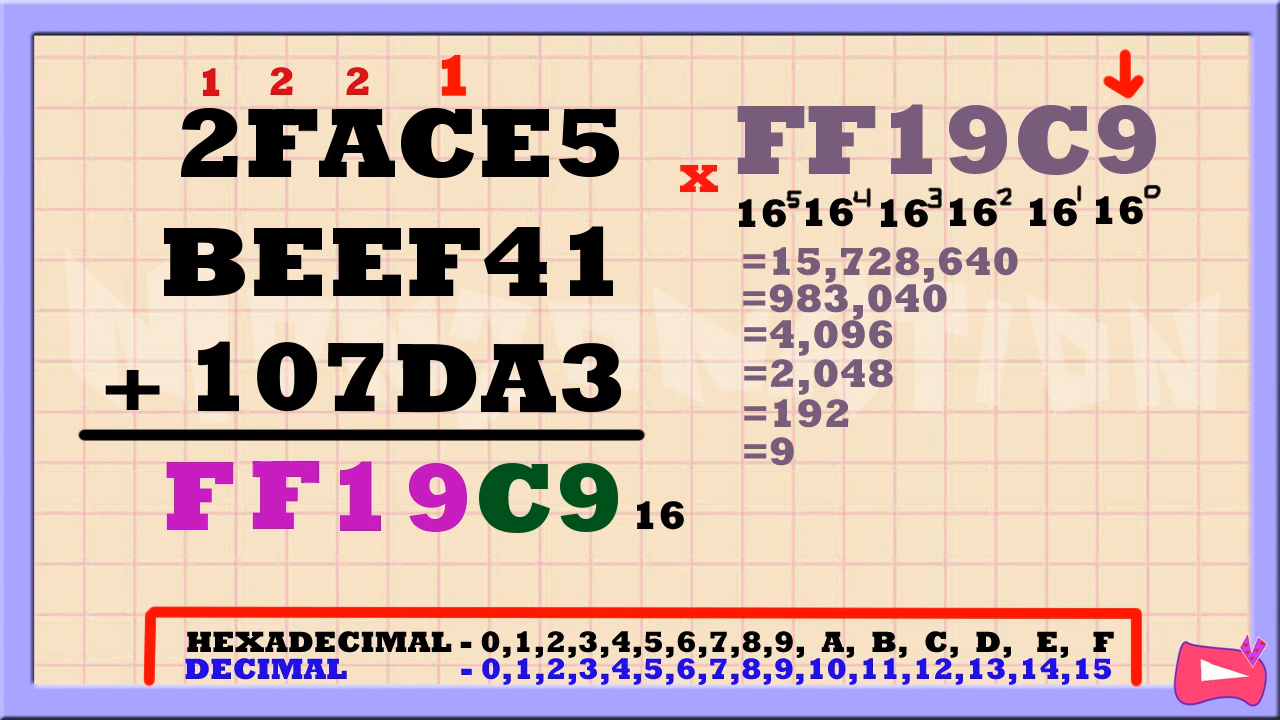 1 2 2 1
2FACE5
BEEF41
+ 107DA3
FF19C9 16
x FF19C9
16⁵ 16⁴ 16³ 16² 16¹ 16⁰
=15,728,640
=983,040
=4,096
=2,048
=192
=9
HEXADECIMAL - 0,1,2,3,4,5,6,7,8,9, A, B, C, D, E, F
DECIMAL - 0,1,2,3,4,5,6,7,8,9,10,11,12,13,14,15